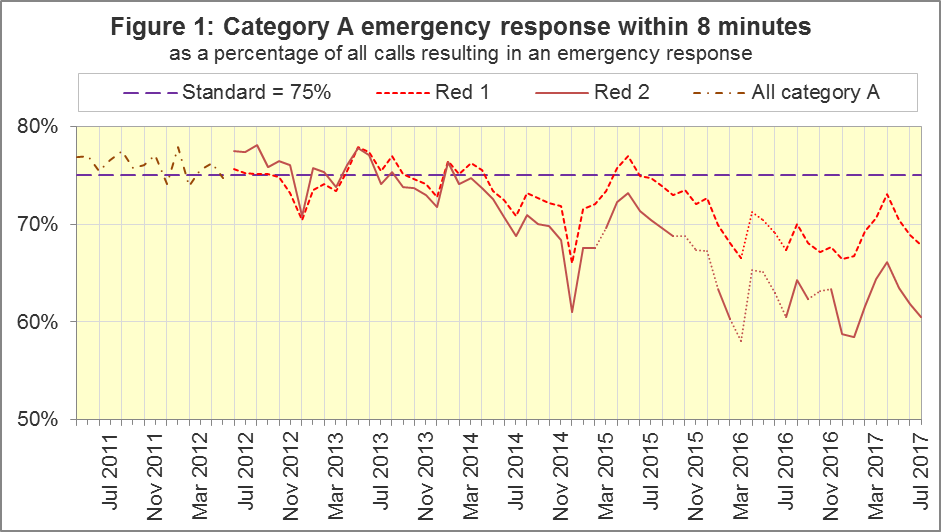 Figure 1: Category A emergency response within 8 minutes
as a percentage of all calls resulting in an emergency response
Standard = 75% Red 1 Red 2 All category A
80%
70%
60%
50%
Jul 2011
Nov 2011
Mar 2012
Jul 2012
Nov 2012
Mar 2013
Jul 2013
Nov 2013
Mar 2014
Jul 2014
Nov 2014
Mar 2015
Jul 2015
Nov 2015
Mar 2016
Jul 2016
Nov 2016
Mar 2017
Jul 2017